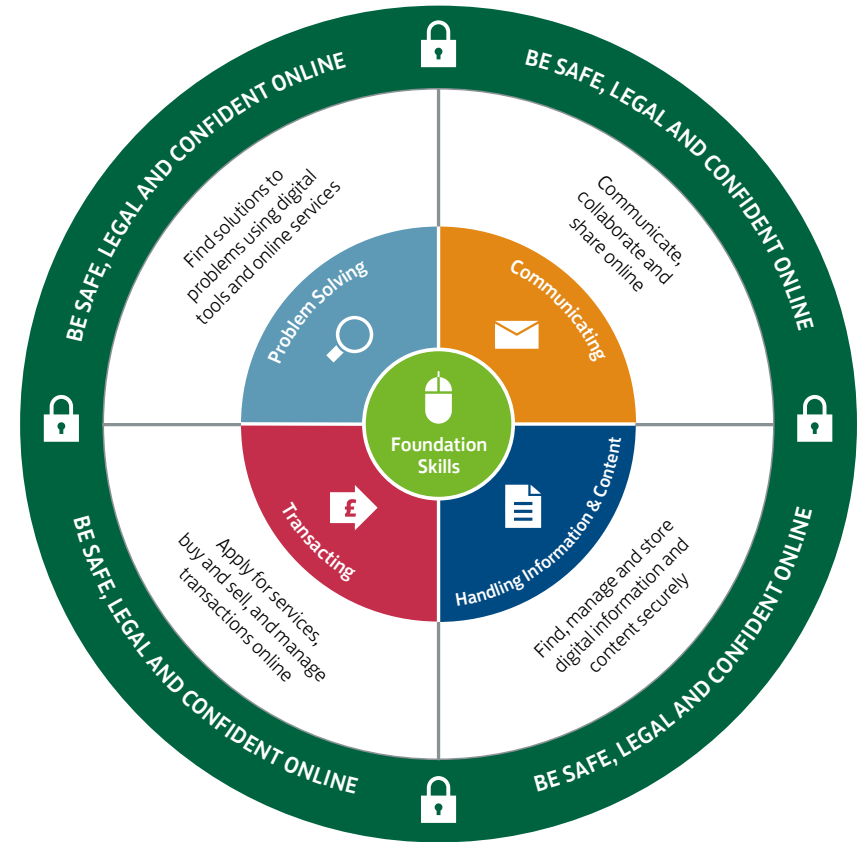 BE SAFE, LEGAL AND CONFIDENT ONLINE
BE SAFE, LEGAL AND CONFIDENT ONLINE
Find solutions to
problems using digital
tools and online services
Communicate,
collaborate and
share online
Problem Solving
Communicating
Foundation
Skills
Transacting
£
Handling Information & Content
Apply for services,
buy and sell, and manage
transactions online
Find, manage and store
digital information and
content securely
BE SAFE, LEGAL AND CONFIDENT ONLINE
BE SAFE, LEGAL AND CONFIDENT ONLINE